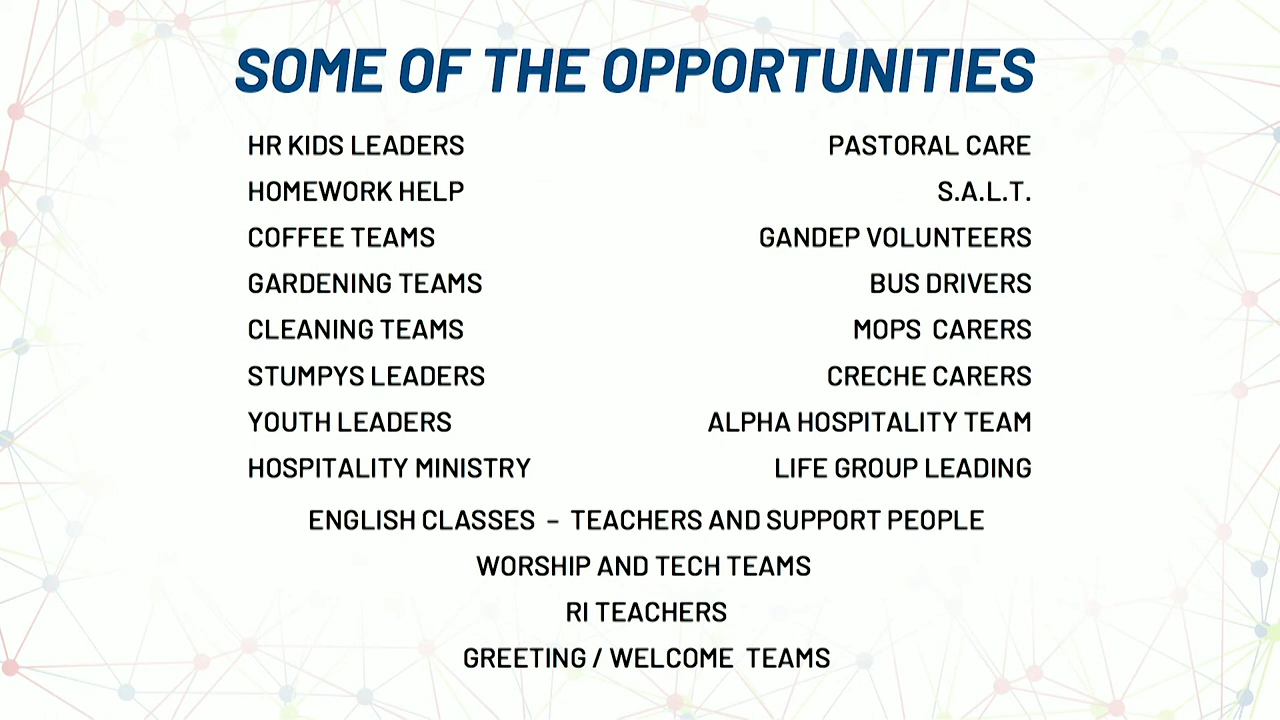 SOME OF THE OPPORTUNITIES
HR KIDS LEADERS
HOMEWORK HELP
COFFEE TEAMS
GARDENING TEAMS
CLEANING TEAMS
STUMPYS LEADERS
YOUTH LEADERS
HOSPITALITY MINISTRY
PASTORAL CARE
S.A.L.T.
GANDEP VOLUNTEERS
BUS DRIVERS
MOPS CARERS
CRECHE CARERS
ALPHA HOSPITALITY TEAM
LIFE GROUP LEADING
ENGLISH CLASSES – TEACHERS AND SUPPORT PEOPLE
WORSHIP AND TECH TEAMS
RI TEACHERS
GREETING / WELCOME TEAMS